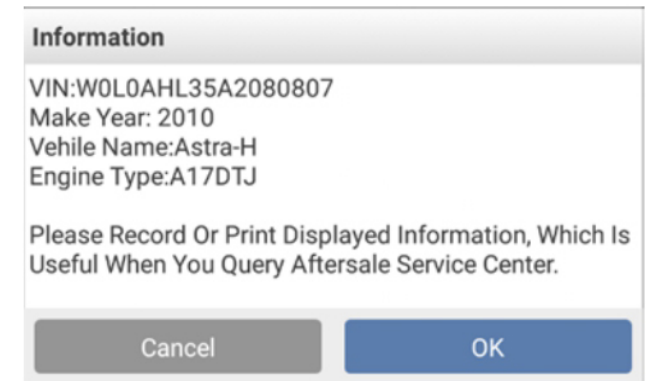 Information
VIN:W0L0AHL35A2080807
Make Year: 2010
Vehile Name:Astra-H
Engine Type:A17DTJ
Please Record Or Print Displayed Information, Which Is
Useful When You Query Aftersale Service Center.
Cancel
OK